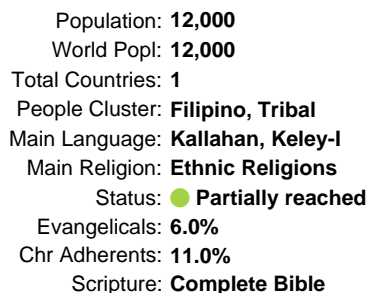 Population: 12,000
World Popl: 12,000
Total Countries: 1
People Cluster: Filipino, Tribal
Main Language: Kallahan, Keley-I
Main Religion: Ethnic Religions
Status: Partially reached
Evangelicals: 6.0%
Chr Adherents: 11.0%
Scripture: Complete Bible